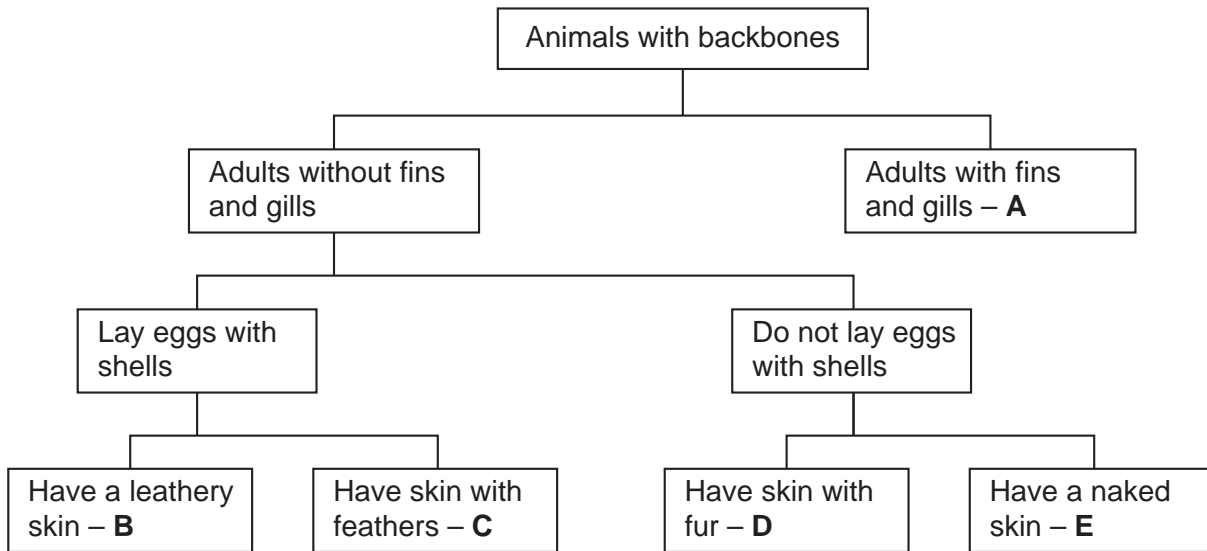 Animals with backbones
Adults without fins
and gills
Adults with fins
and gills – A
Lay eggs with
shells
Do not lay eggs
with shells
Have a leathery
skin – B
Have skin with
feathers – C
Have skin with
fur – D
Have a naked
skin – E